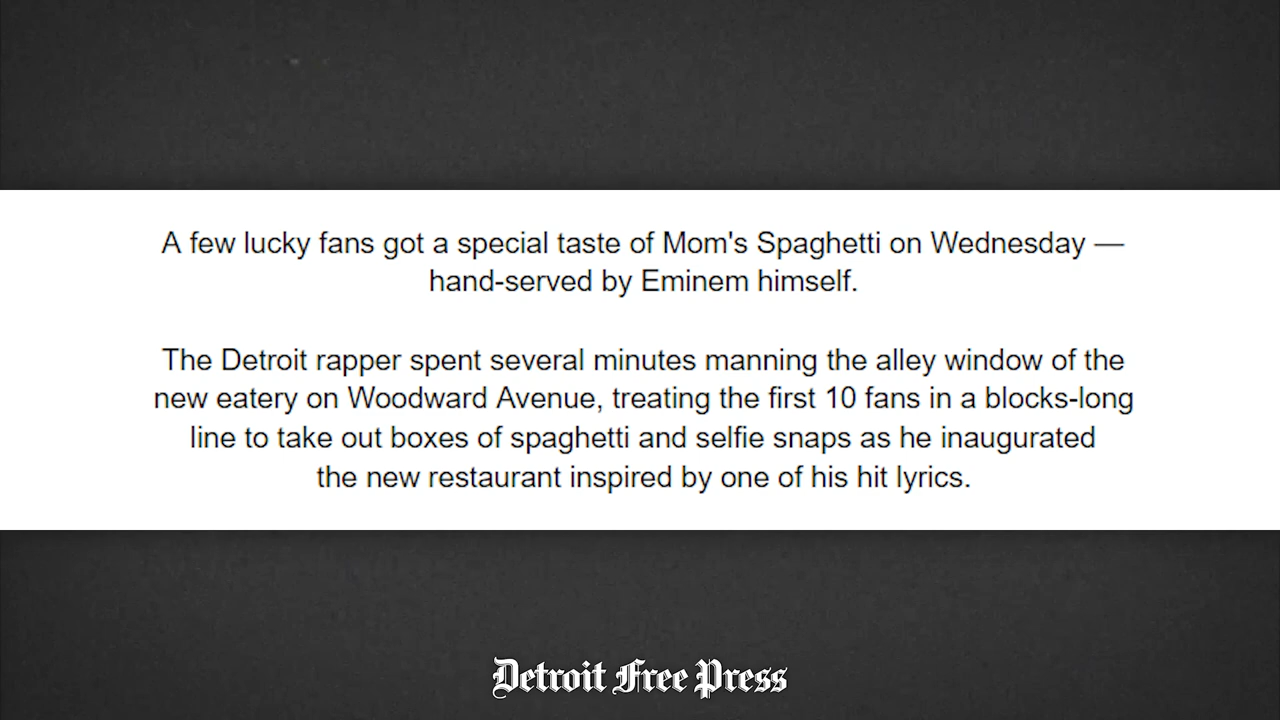 A few lucky fans got a special taste of Mom's Spaghetti on Wednesday —
hand-served by Eminem himself.
The Detroit rapper spent several minutes manning the alley window of the
new eatery on Woodward Avenue, treating the first 10 fans in a blocks-long
line to take out boxes of spaghetti and selfie snaps as he inaugurated
the new restaurant inspired by one of his hit lyrics.
Detroit Free Press